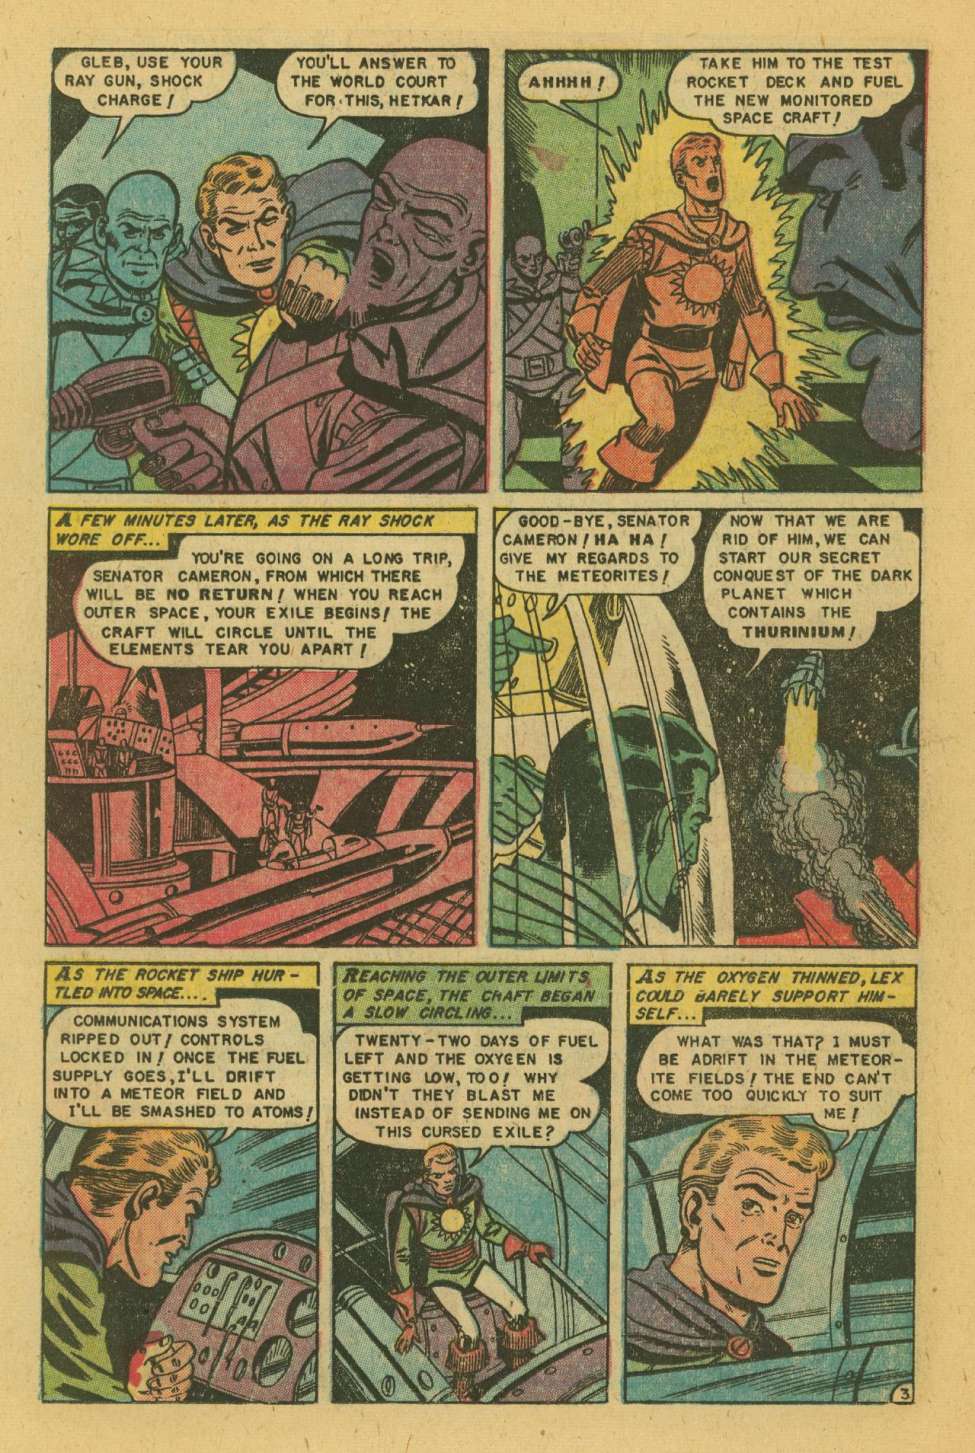 GLEB, USE YOUR
RAY GUN, SHOCK
CHARGE!
YOU'LL ANSWER TO
THE WORLD COURT
FOR THIS, HETKAR!
AHHHH!
TAKE HIM TO THE TEST
ROCKET DECK AND FUEL
THE NEW MONITORED
SPACE CRAFT!
A FEW MINUTES LATER, AS THE RAY SHOCK
WORE OFF...
YOU'RE GOING ON A LONG TRIP,
SENATOR CAMERON, FROM WHICH THERE
WILL BE NO RETURN! WHEN YOU REACH
OUTER SPACE, YOUR EXILE BEGINS! THE
CRAFT WILL CIRCLE UNTIL THE
ELEMENTS TEAR YOU APART!
GOOD-BYE, SENATOR
CAMERON! HA HA!
GIVE MY REGARDS TO
THE METEORITES!
NOW THAT WE ARE
RID OF HIM, WE CAN
START OUR SECRET
CONQUEST OF THE DARK
PLANET WHICH
CONTAINS THE
THURINIUM!
AS THE ROCKET SHIP HUR-
TLED INTO SPACE....
COMMUNICATIONS SYSTEM
RIPPED OUT! CONTROLS
LOCKED IN! ONCE THE FUEL
SUPPLY GOES, I'LL DRIFT
INTO A METEOR FIELD AND
I'LL BE SMASHED TO ATOMS!
REACHING THE OUTER LIMITS
OF SPACE, THE CRAFT BEGAN
A SLOW CIRCLING...
TWENTY-TWO DAYS OF FUEL
LEFT AND THE OXYGEN IS
GETTING LOW, TOO! WHY
DIDN'T THEY BLAST ME
INSTEAD OF SENDING ME ON
THIS CURSED EXILE?
AS THE OXYGEN THINNED, LEX
COULD BARELY SUPPORT HIM-
SELF...
WHAT WAS THAT? I MUST
BE ADRIFT IN THE METEOR-
ITE FIELDS! THE END CAN'T
COME TOO QUICKLY TO SUIT
ME!
3